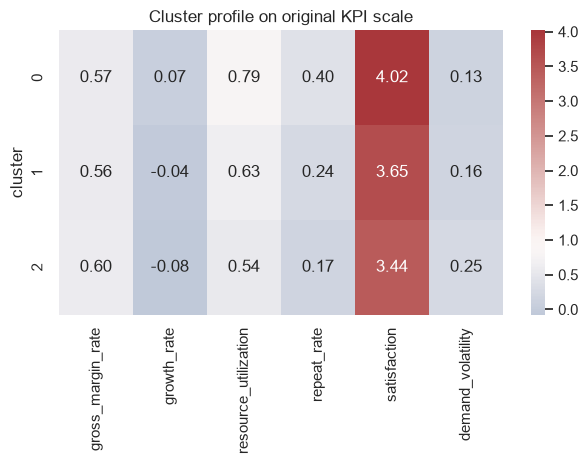 Cluster profile on original KPI scale
cluster
0
0.57 0.07 0.79 0.40 4.02 0.13
1
0.56 -0.04 0.63 0.24 3.65 0.16
2
0.60 -0.08 0.54 0.17 3.44 0.25
gross_margin_rate
growth_rate
resource_utilization
repeat_rate
satisfaction
demand_volatility
4.0
3.5
3.0
2.5
2.0
1.5
1.0
0.5
0.0